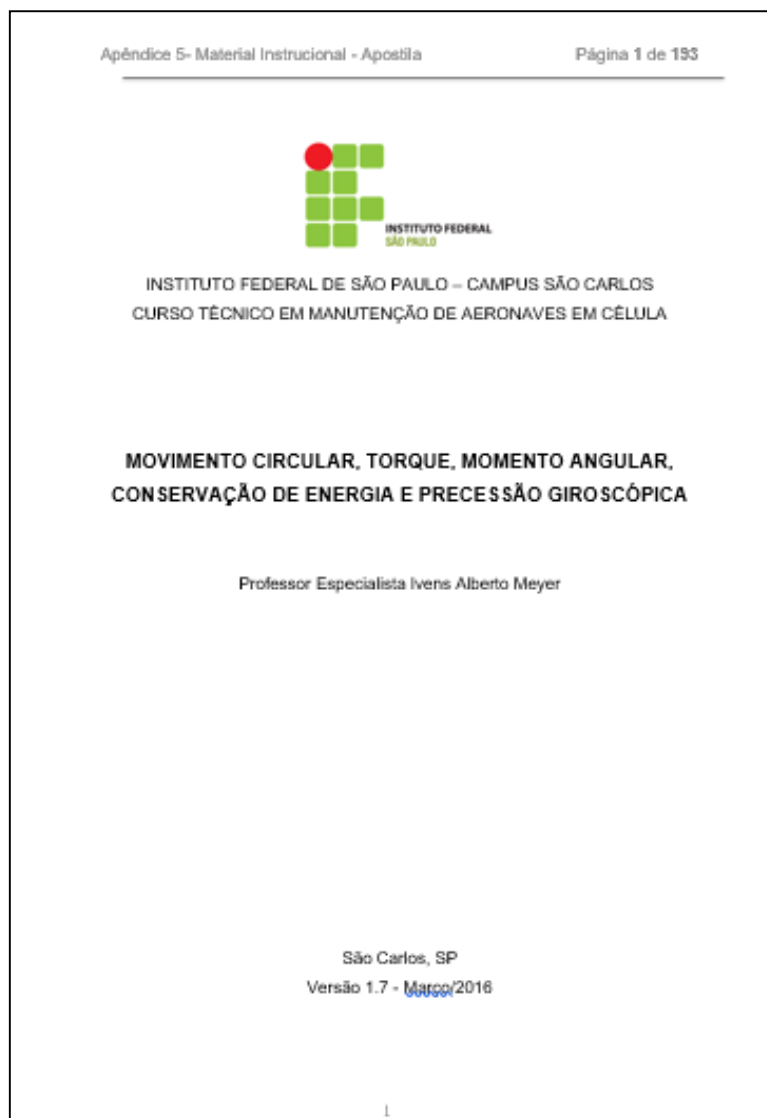 Apêndice 5- Material Instrucional - Apostila Página 1 de 193
INSTITUTO FEDERAL
SÃO PAULO
INSTITUTO FEDERAL DE SÃO PAULO – CAMPUS SÃO CARLOS
CURSO TÉCNICO EM MANUTENÇÃO DE AERONAVES EM CÉLULA
MOVIMENTO CIRCULAR, TORQUE, MOMENTO ANGULAR,
CONSERVAÇÃO DE ENERGIA E PRECESSÃO GIROSCÓPICA
Professor Especialista Ivens Alberto Meyer
São Carlos, SP
Versão 1.7 - Março/2016
1